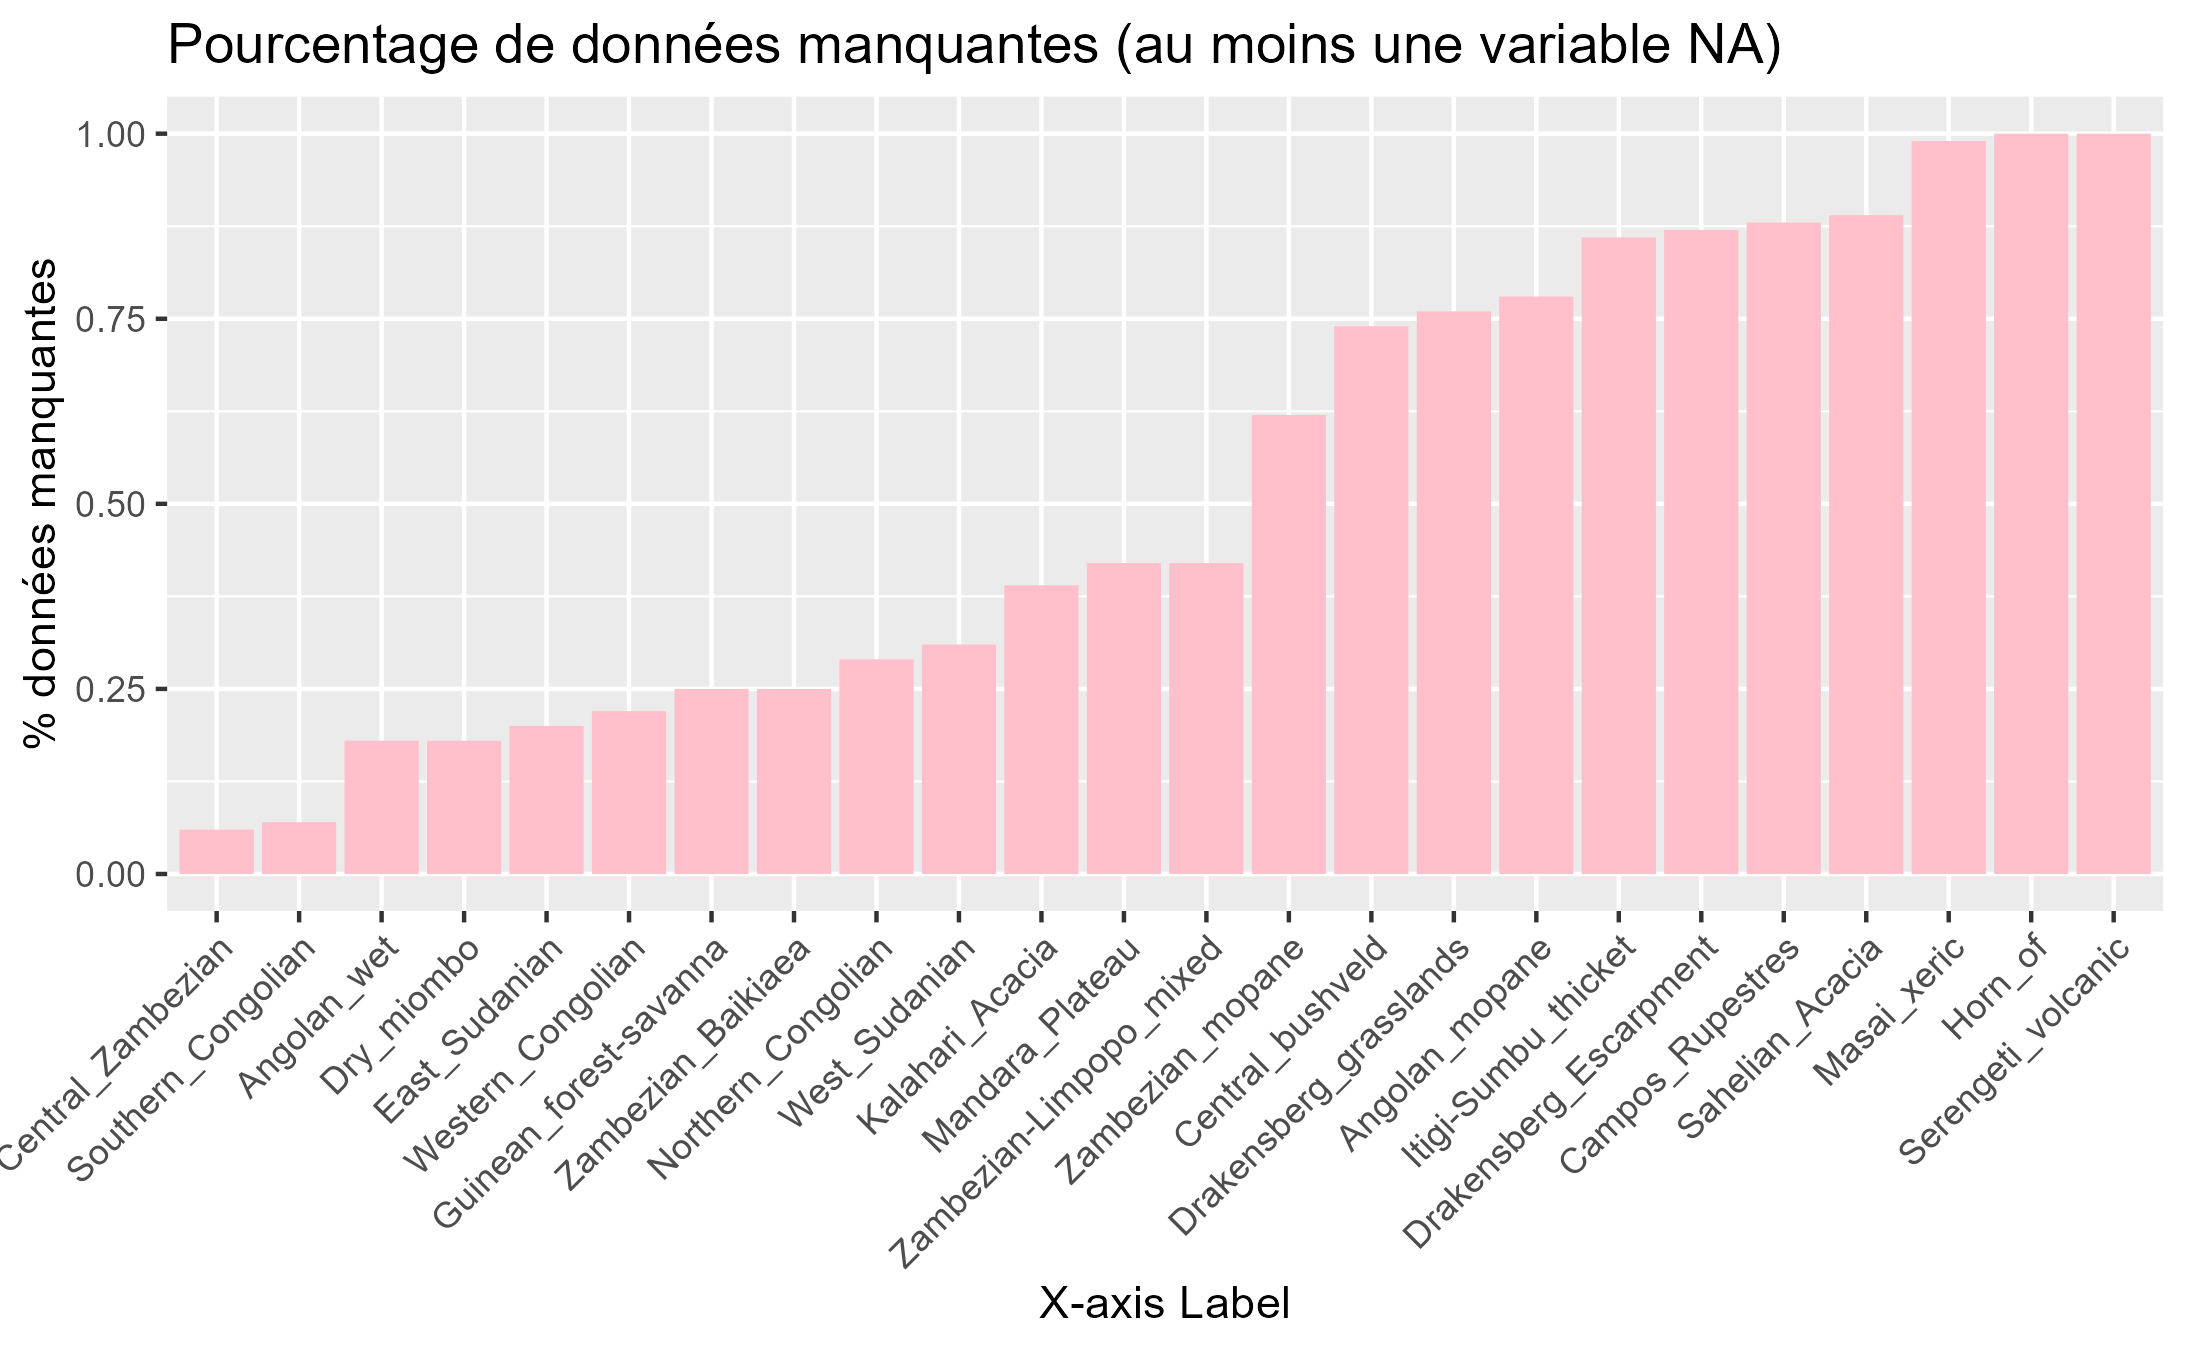 Pourcentage de données manquantes (au moins une variable NA)
% données manquantes
1.00
0.75
0.50
0.25
0.00
Central_Zambezian
Southern_Congolian
Angolan_wet
Dry_miombo
East_Sudanian
Western_Congolian
Guinean_forest-savanna
Zambezian_Baikiaea
Northern_Congolian
West_Sudanian
Kalahari_Acacia
Mandara_Plateau
Zambezian-Limpopo_mixed
Zambezian_mopane
Central_bushveld
Drakensberg_grasslands
Angolan_mopane
Itigi-Sumbu_thicket
Drakensberg_Escarpment
Campos_Rupestres
Sahelian_Acacia
Masai_xeric
Horn_of
Serengeti_volcanic
X-axis Label